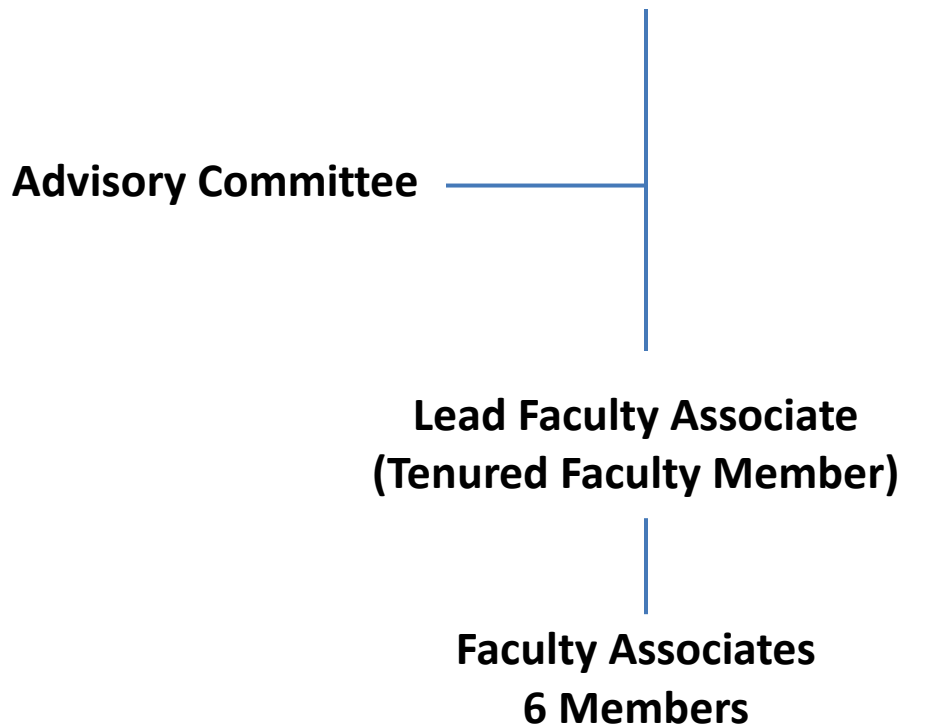 Advisory Committee
Lead Faculty Associate
(Tenured Faculty Member)
Faculty Associates
6 Members